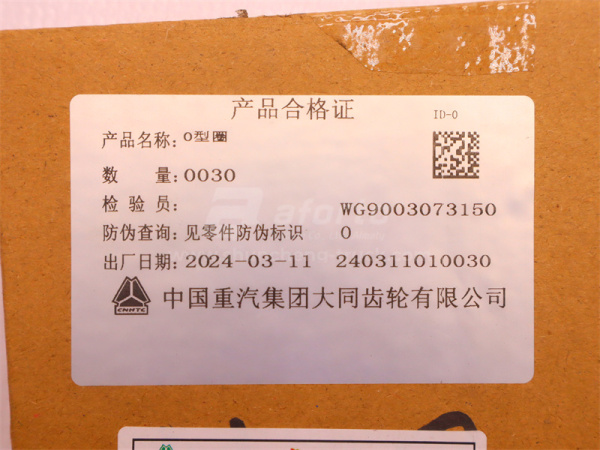 产品合格证 ID-0
产品名称: O型圈
数 量: 0030
检 验 员: WG9003073150
防伪查询: 见零件防伪标识 0
出厂日期: 2024-03-11 240311010030
CNHTC 中国重汽集团大同齿轮有限公司